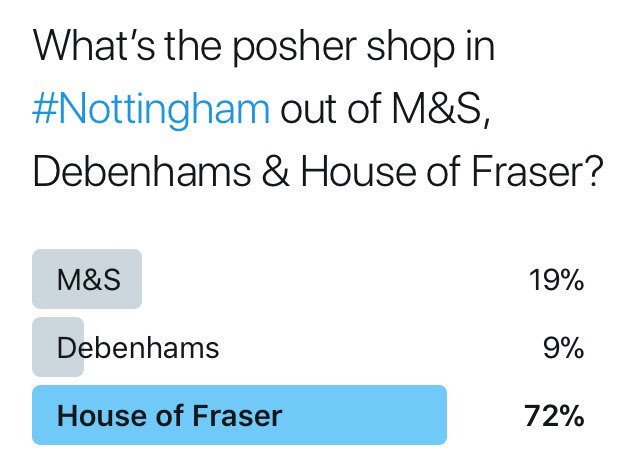 What’s the posher shop in
#Nottingham out of M&S,
Debenhams & House of Fraser?
M&S 19%
Debenhams 9%
House of Fraser 72%